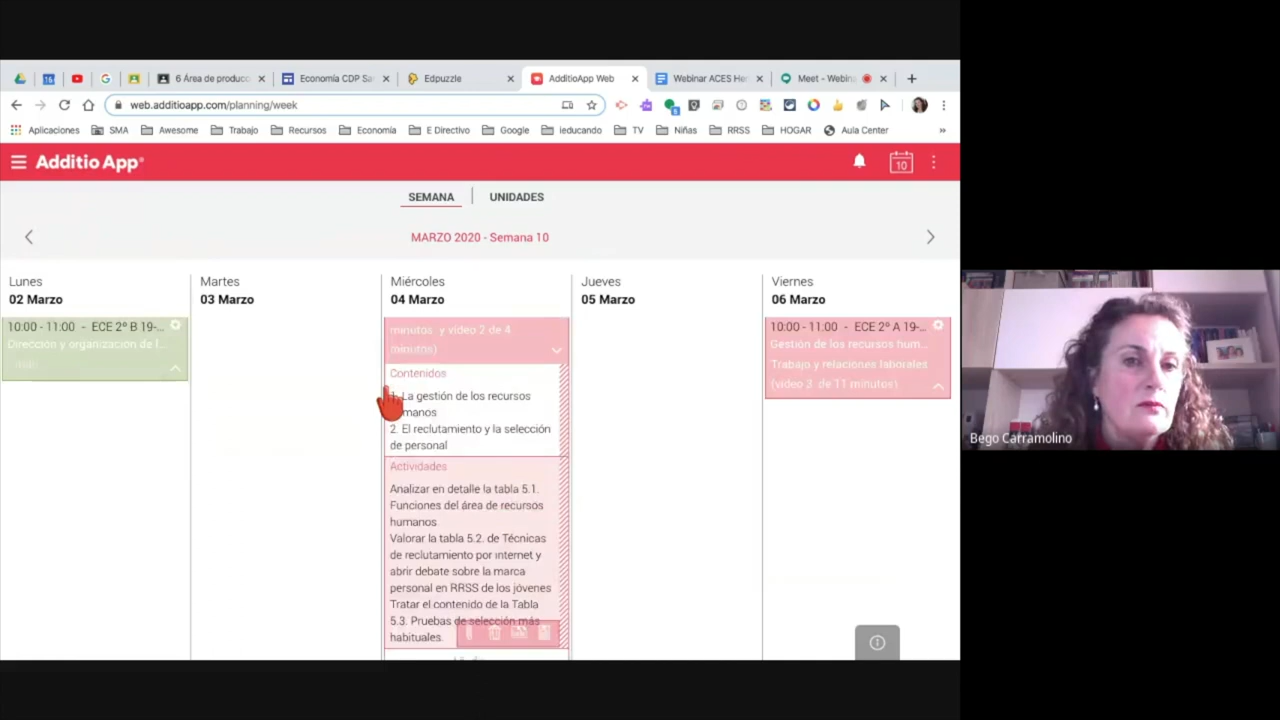 6 Área de produc
Economía CDP Sa
Edpuzzle
AdditioApp Web
Webinar ACES He
Meet - Webin
web.additioapp.com/planning/week
Aplicaciones
SMA
Awesome
Trabajo
Recursos
Economía
E Directivo
Google
ieducando
TV
Niñas
RRSS
HOGAR
Aula Center
»
Additio App
10
SEMANA
UNIDADES
MARZO 2020 - Semana 10
Lunes
02 Marzo
10:00 - 11:00 - ECE 2º B 19-...
Dirección y organización de l...
Martes
03 Marzo
Miércoles
04 Marzo
minutos y vídeo 2 de 4
minutos)
Contenidos
1. La gestión de los recursos
manos
2. El reclutamiento y la selección
de personal
Actividades
Analizar en detalle la tabla 5.1.
Funciones del área de recursos
humanos
Valorar la tabla 5.2. de Técnicas
de reclutamiento por internet y
abrir debate sobre la marca
personal en RRSS de los jóvenes
Tratar el contenido de la Tabla
5.3. Pruebas de selección más
habituales.
Jueves
05 Marzo
Viernes
06 Marzo
10:00 - 11:00 - ECE 2º A 19-...
Gestión de los recursos hum...
Trabajo y relaciones laborales
(vídeo 3 de 11 minutos)
Bego Carramolino